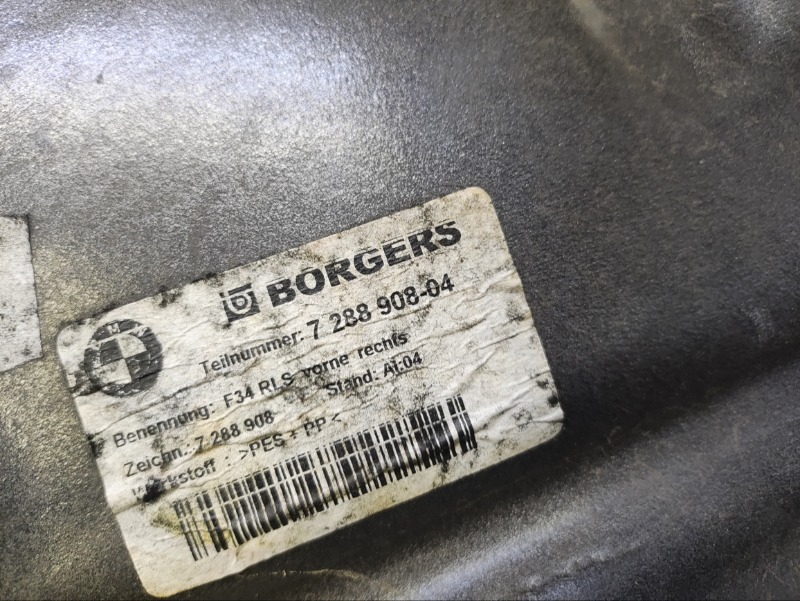 BORGERS
Teilnummer: 7 288 908-04
Benennung: F34 RLS vorne rechts
Zeichn.: 7 288 908 Stand: AI:04
Werkstoff : >PES + PP<